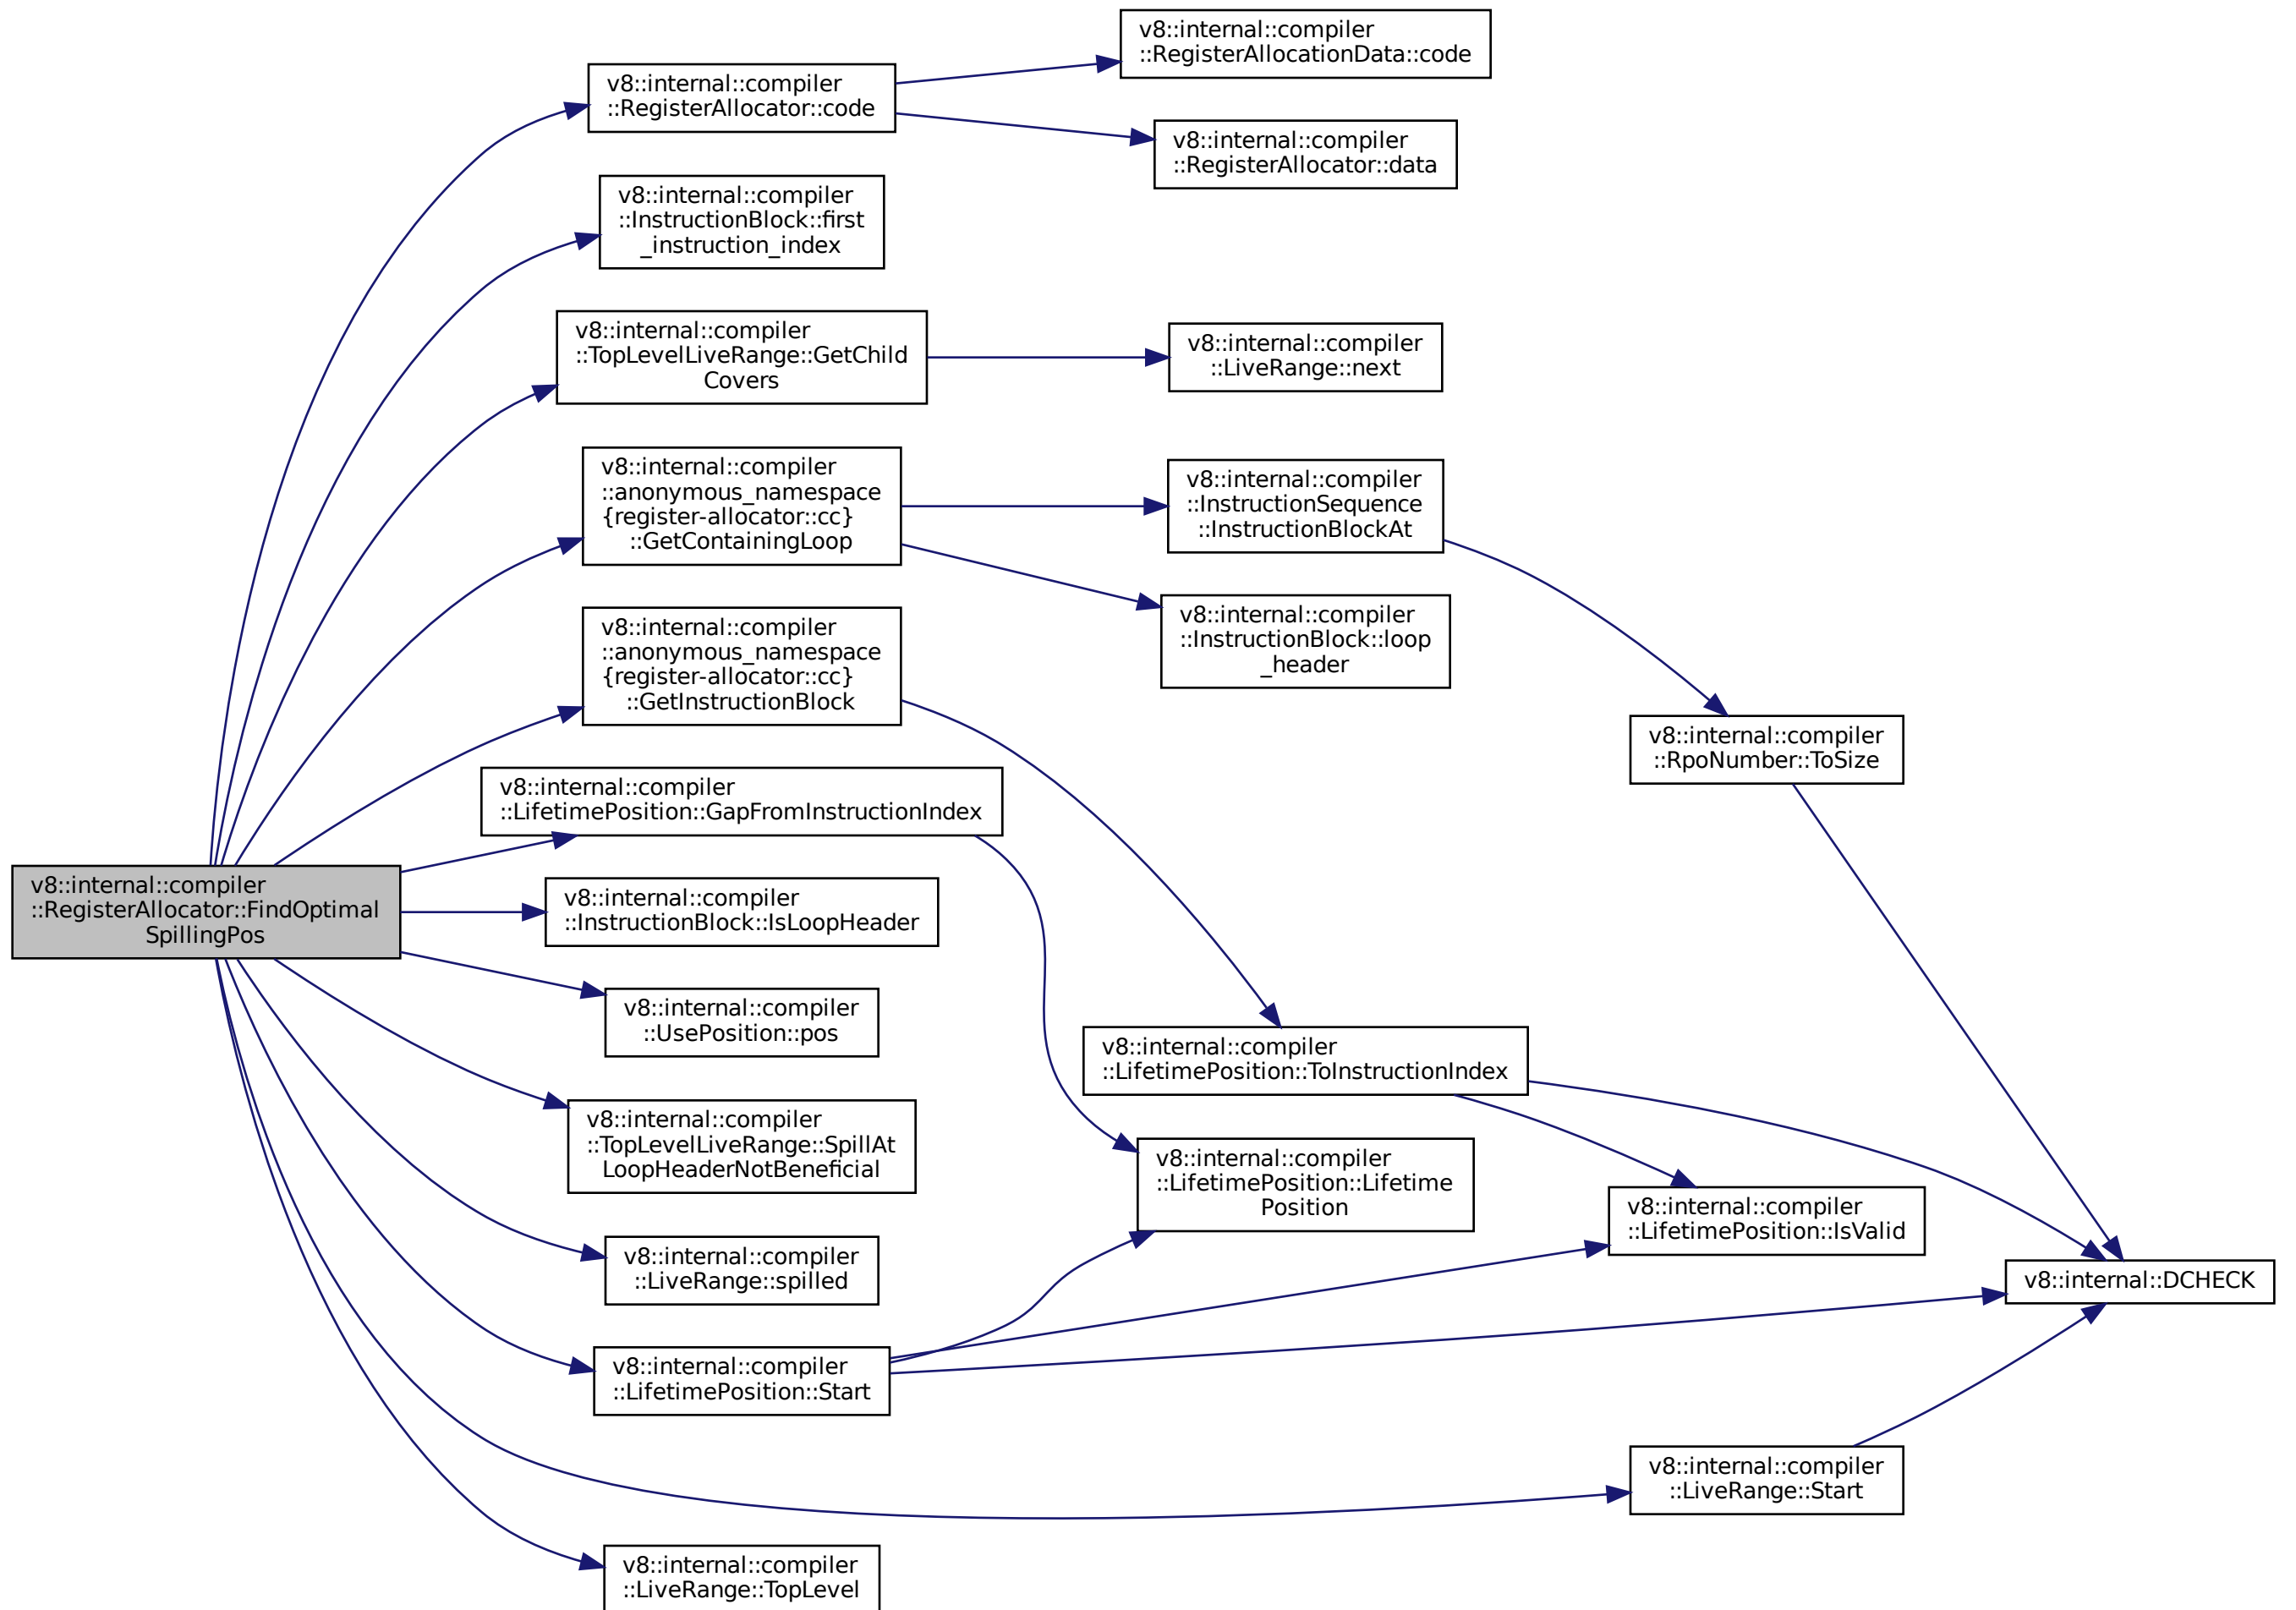 v8::internal::compiler
::RegisterAllocationData::code
v8::internal::compiler
::RegisterAllocator::code
v8::internal::compiler
::RegisterAllocator::data
v8::internal::compiler
::InstructionBlock::first
_instruction_index
v8::internal::compiler
::TopLevelLiveRange::GetChild
Covers
v8::internal::compiler
::LiveRange::next
v8::internal::compiler
::anonymous_namespace
{register-allocator::cc}
::GetContainingLoop
v8::internal::compiler
::InstructionSequence
::InstructionBlockAt
v8::internal::compiler
::InstructionBlock::loop
_header
v8::internal::compiler
::anonymous_namespace
{register-allocator::cc}
::GetInstructionBlock
v8::internal::compiler
::RpoNumber::ToSize
v8::internal::compiler
::LifetimePosition::GapFromInstructionIndex
v8::internal::compiler
::RegisterAllocator::FindOptimal
SpillingPos
v8::internal::compiler
::InstructionBlock::IsLoopHeader
v8::internal::compiler
::UsePosition::pos
v8::internal::compiler
::LifetimePosition::ToInstructionIndex
v8::internal::compiler
::TopLevelLiveRange::SpillAt
LoopHeaderNotBeneficial
v8::internal::compiler
::LifetimePosition::Lifetime
Position
v8::internal::compiler
::LifetimePosition::IsValid
v8::internal::compiler
::LiveRange::spilled
v8::internal::DCHECK
v8::internal::compiler
::LifetimePosition::Start
v8::internal::compiler
::LiveRange::Start
v8::internal::compiler
::LiveRange::TopLevel